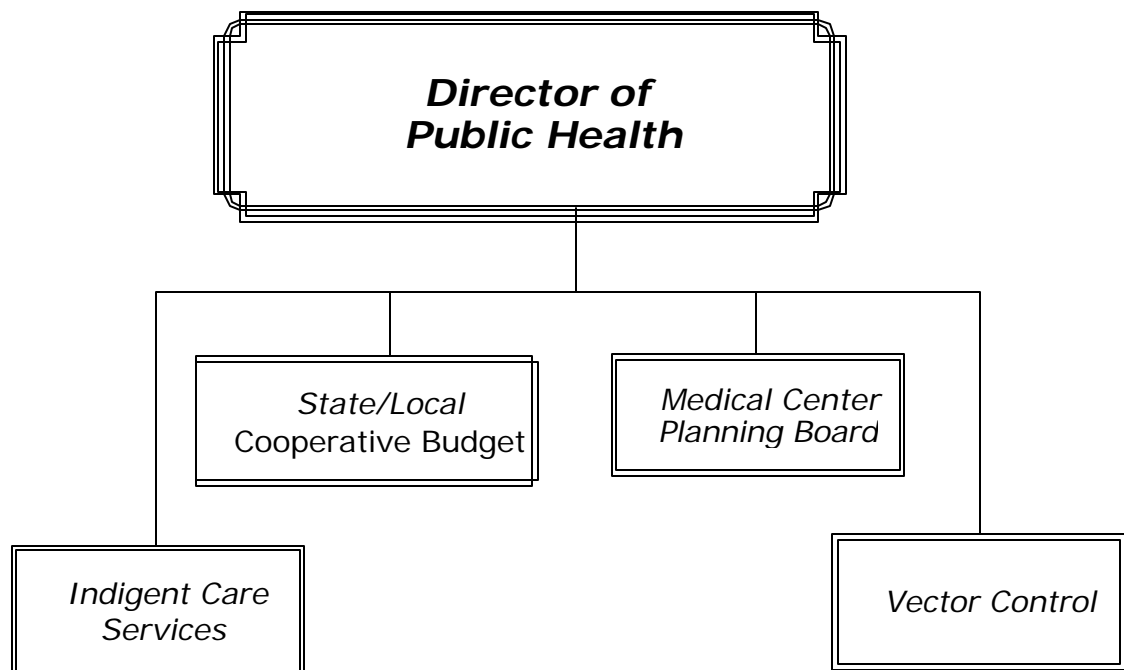 Director of
Public Health
State/Local
Cooperative Budget
Medical Center
Planning Board
Indigent Care
Services
Vector Control